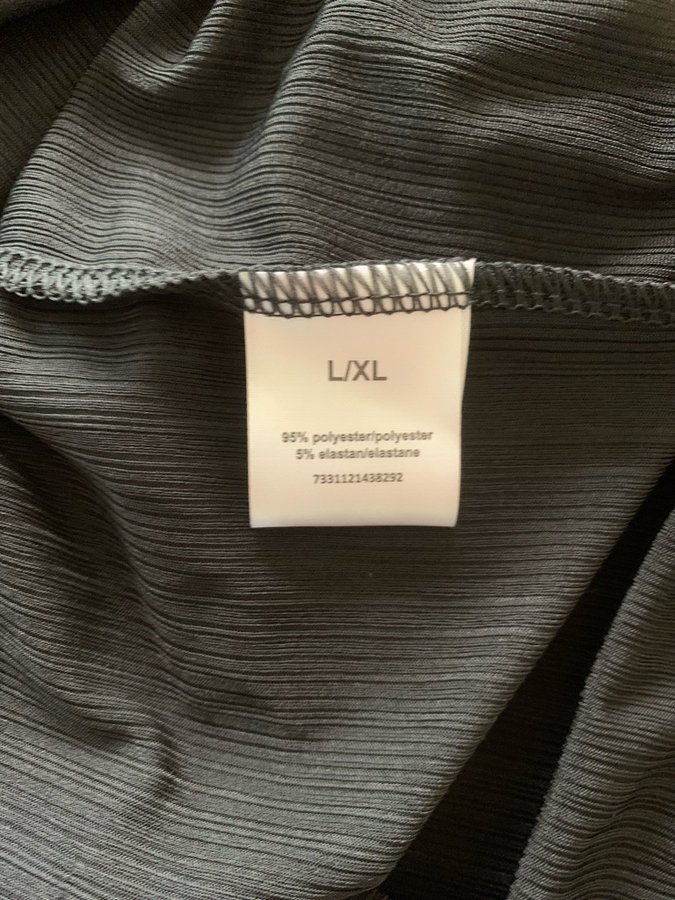 L/XL
95% polyester/polyester
5% elastan/elastane
7331121438292